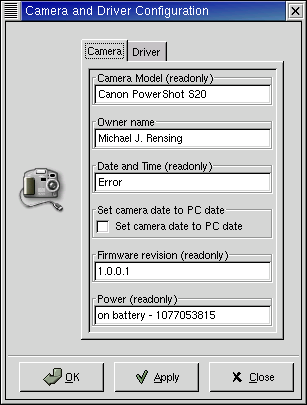 Camera and Driver Configuration
Camera
Driver
Camera Model (readonly)
Canon PowerShot S20
Owner name
Michael J. Rensing
Date and Time (readonly)
Error
Set camera date to PC date
Set camera date to PC date
Firmware revision (readonly)
1.0.0.1
Power (readonly)
on battery - 1077053815
OK
Apply
Close